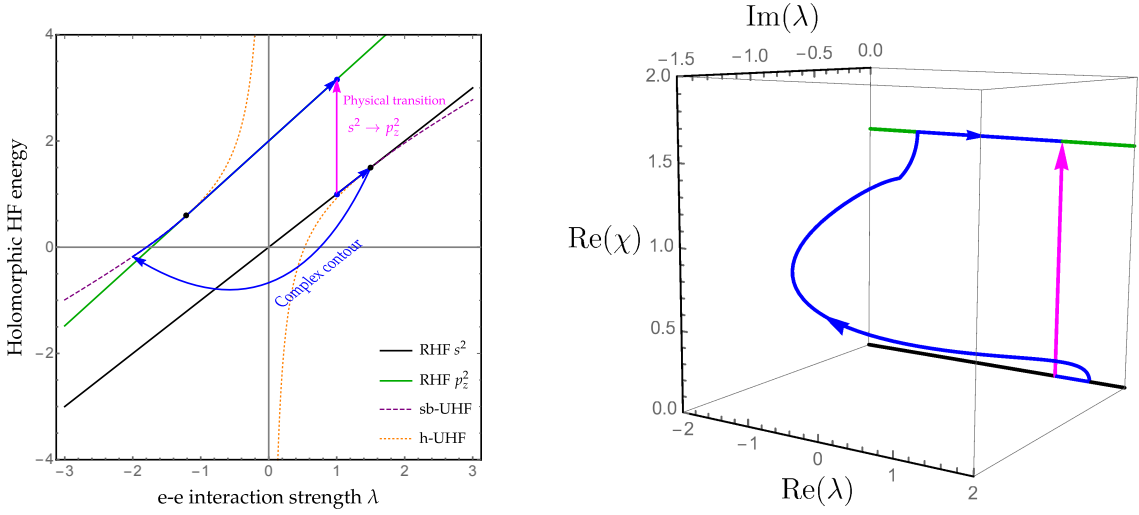 Holomorphic HF energy
4
2
0
−2
−4
−3
−2
−1
0
1
2
3
e-e interaction strength λ
Physical transition
s² → p_z²
Complex contour
RHF s²
RHF p_z²
sb-UHF
h-UHF
Im(λ)
−1.5
−1.0
−0.5
0.0
2.0
1.5
1.0
0.5
0.0
Re(χ)
−2
−1
0
1
2
Re(λ)